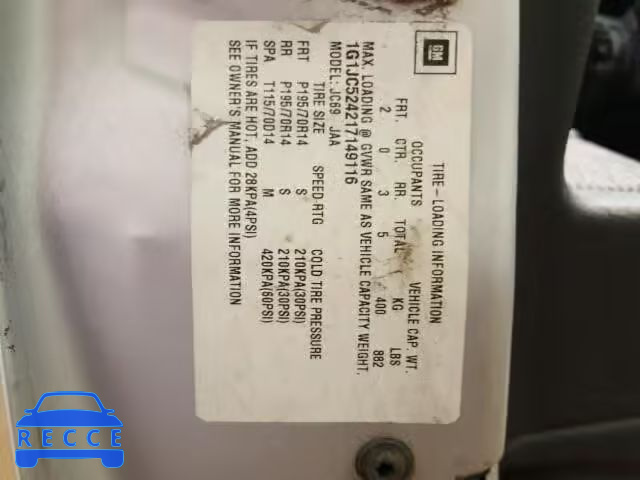 GM
TIRE-LOADING INFORMATION
OCCUPANTS VEHICLE CAP. WT.
FRT. CTR. RR. TOTAL KG LBS
2 0 3 5 400 882
MAX. LOADING @ GVWR SAME AS VEHICLE CAPACITY WEIGHT.
1G1JC524217149116
MODEL: JC69 JAA
TIRE SIZE SPEED-RTG COLD TIRE PRESSURE
FRT P195/70R14 S 210KPA(30PSI)
RR P195/70R14 S 210KPA(30PSI)
SPA T115/70D14 M 420KPA(60PSI)
IF TIRES ARE HOT, ADD 28KPA(4PSI)
SEE OWNER'S MANUAL FOR MORE INFORMATION
RECCE